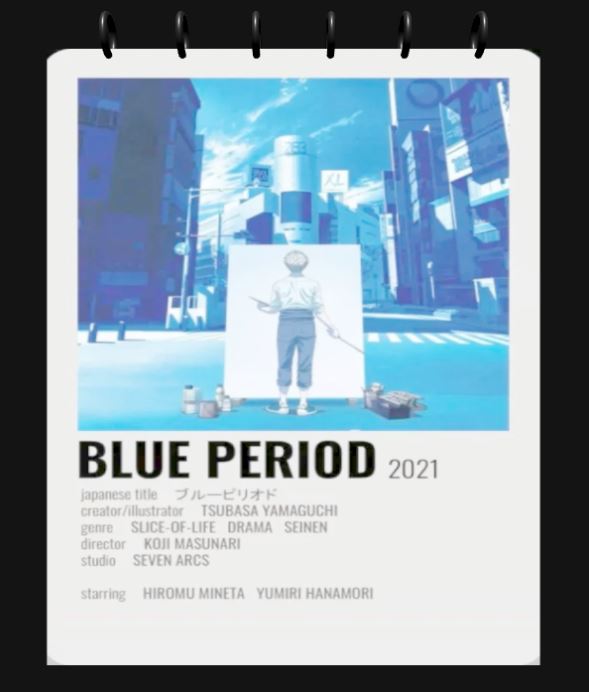 BLUE PERIOD 2021
japanese title ブルーピリオド
creator/illustrator TSUBASA YAMAGUCHI
genre SLICE-OF-LIFE DRAMA SEINEN
director KOJI MASUNARI
studio SEVEN ARCS
starring HIROMU MINETA YUMIRI HANAMORI